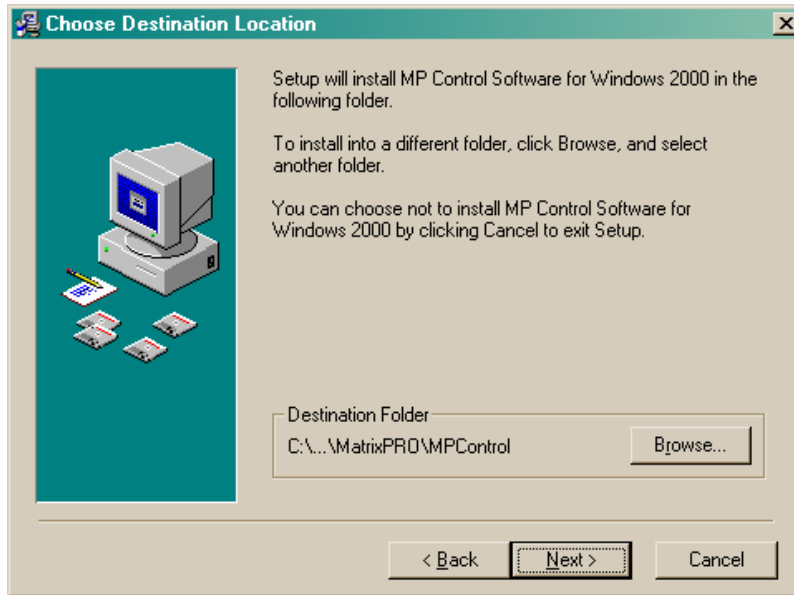 Choose Destination Location
Setup will install MP Control Software for Windows 2000 in the
following folder.
To install into a different folder, click Browse, and select
another folder.
You can choose not to install MP Control Software for
Windows 2000 by clicking Cancel to exit Setup.
Destination Folder
C:\...\MatrixPRO\MPControl
Browse...
< Back
Next >
Cancel